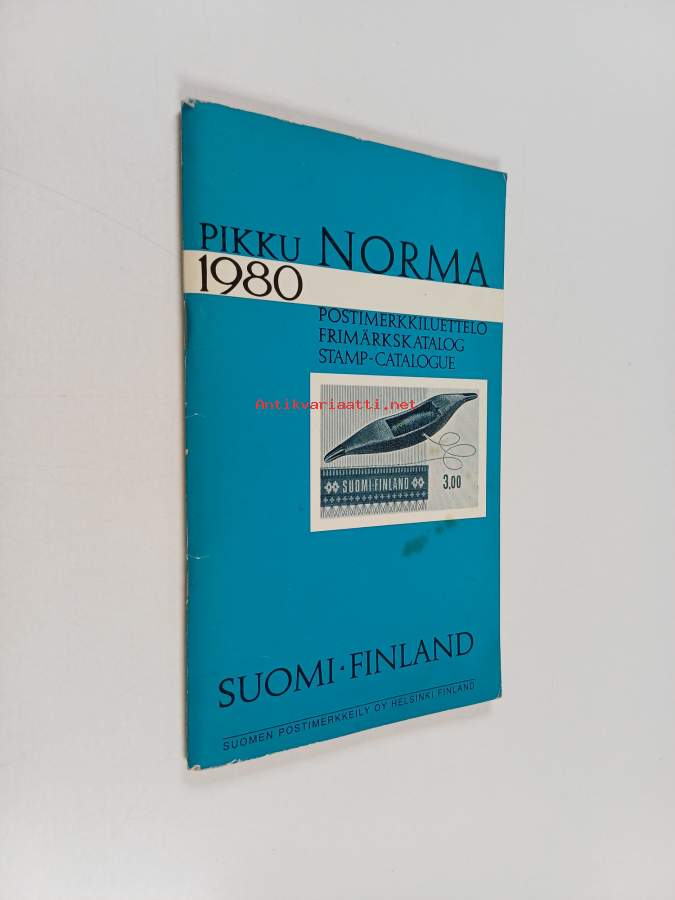 PIKKU NORMA
1980
POSTIMERKKILUETTELO
FRIMÄRKSKATALOG
STAMP-CATALOGUE
Antikvariaatti.net
SUOMI-FINLAND
3,00
SUOMI·FINLAND
SUOMEN POSTIMERKKEILY OY HELSINKI FINLAND